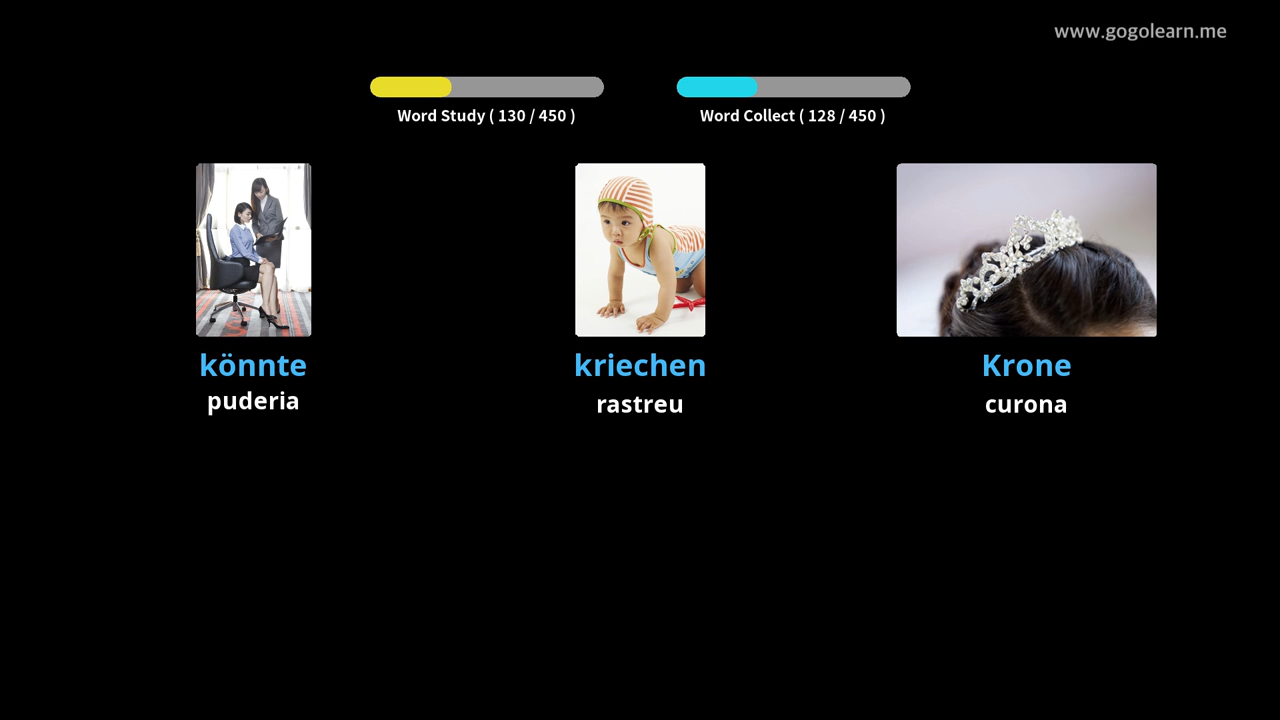 www.gogolearn.me
Word Study ( 130 / 450 )
Word Collect ( 128 / 450 )
könnte
puderia
kriechen
rastreu
Krone
curona